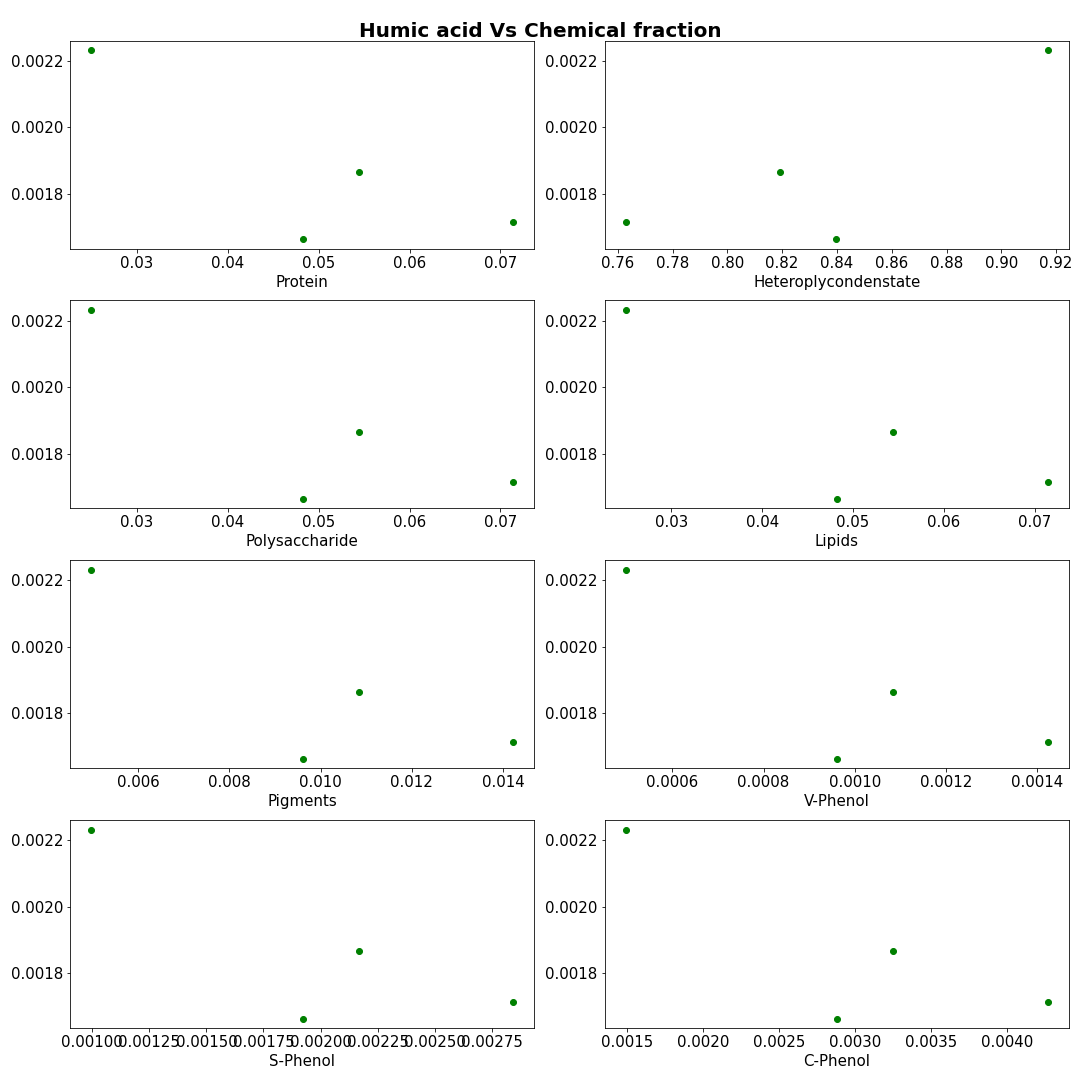 Humic acid Vs Chemical fraction
0.0022
0.0020
0.0018
0.03 0.04 0.05 0.06 0.07
Protein
0.0022
0.0020
0.0018
0.76 0.78 0.80 0.82 0.84 0.86 0.88 0.90 0.92
Heteroplycondenstate
0.0022
0.0020
0.0018
0.03 0.04 0.05 0.06 0.07
Polysaccharide
0.0022
0.0020
0.0018
0.03 0.04 0.05 0.06 0.07
Lipids
0.0022
0.0020
0.0018
0.006 0.008 0.010 0.012 0.014
Pigments
0.0022
0.0020
0.0018
0.0006 0.0008 0.0010 0.0012 0.0014
V-Phenol
0.0022
0.0020
0.0018
0.00100 0.00125 0.00150 0.00175 0.00200 0.00225 0.00250 0.00275
S-Phenol
0.0022
0.0020
0.0018
0.0015 0.0020 0.0025 0.0030 0.0035 0.0040
C-Phenol